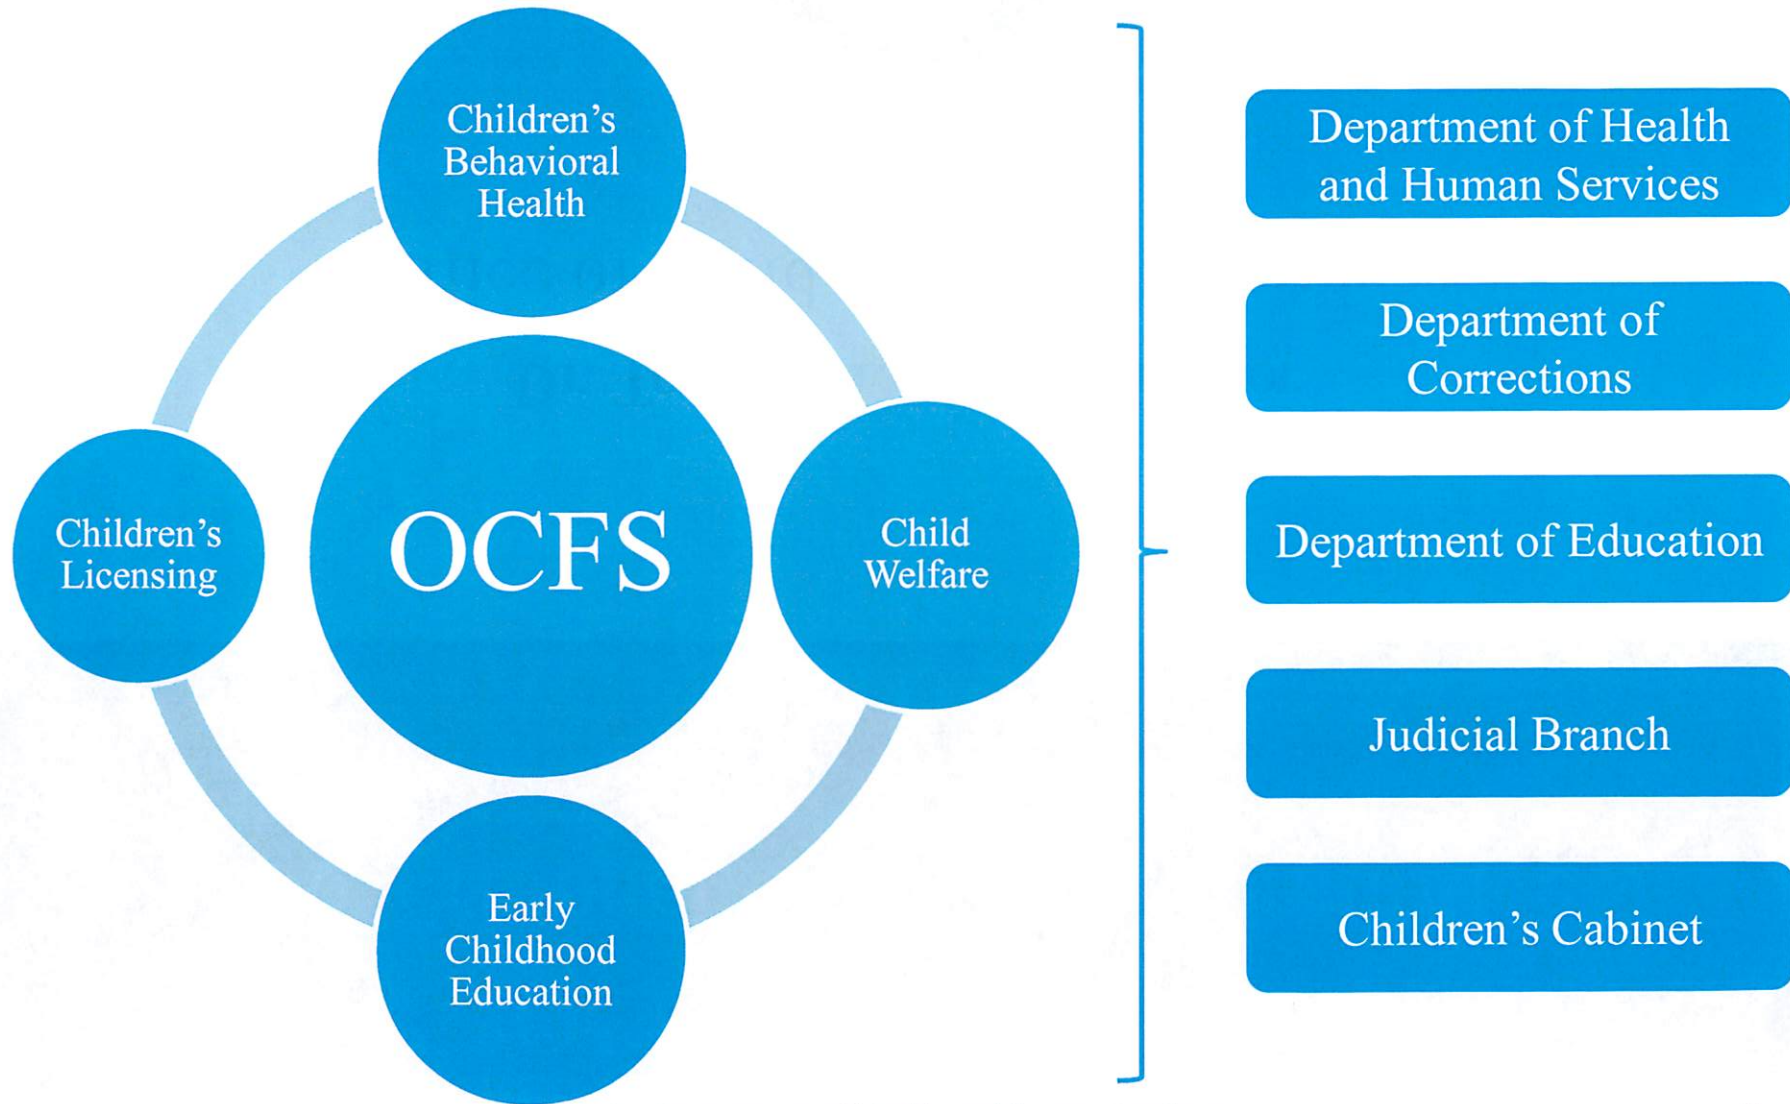 Children's
Behavioral
Health
Children's
Licensing
OCFS
Child
Welfare
Early
Childhood
Education
Department of Health
and Human Services
Department of
Corrections
Department of Education
Judicial Branch
Children's Cabinet